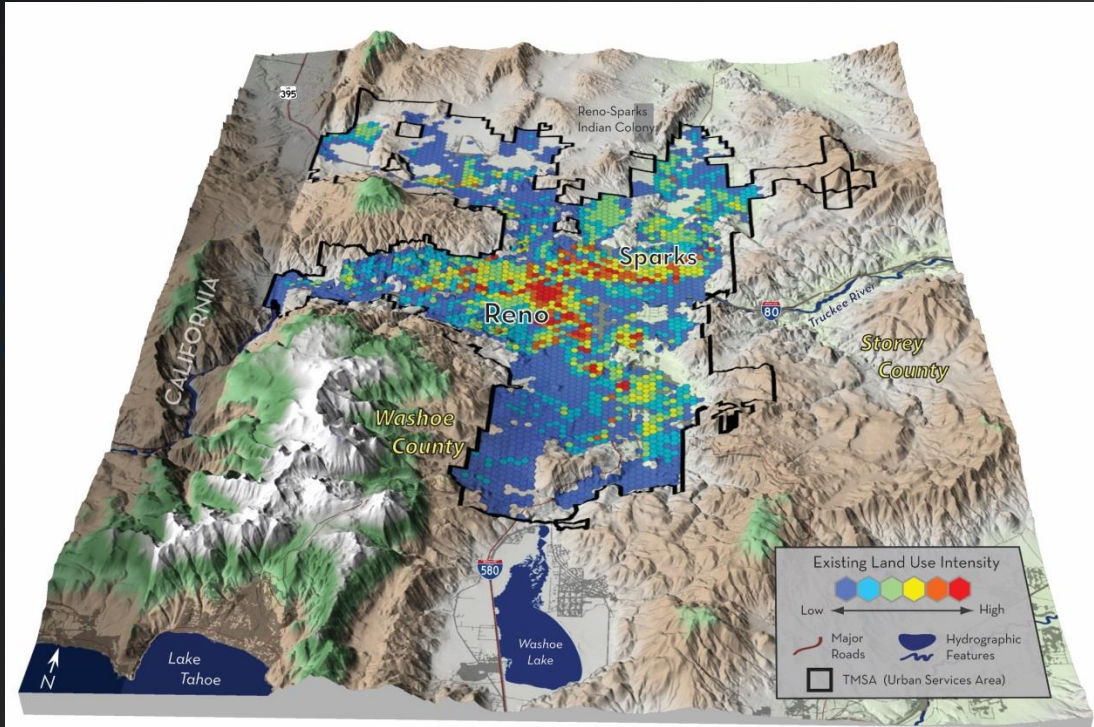 395
Reno-Sparks
Indian Colony
Sparks
Reno
80
Truckee River
CALIFORNIA
Storey
County
Washoe
County
580
Washoe
Lake
Lake
Tahoe
N
Existing Land Use Intensity
Low High
Major
Roads
Hydrographic
Features
TMSA (Urban Services Area)